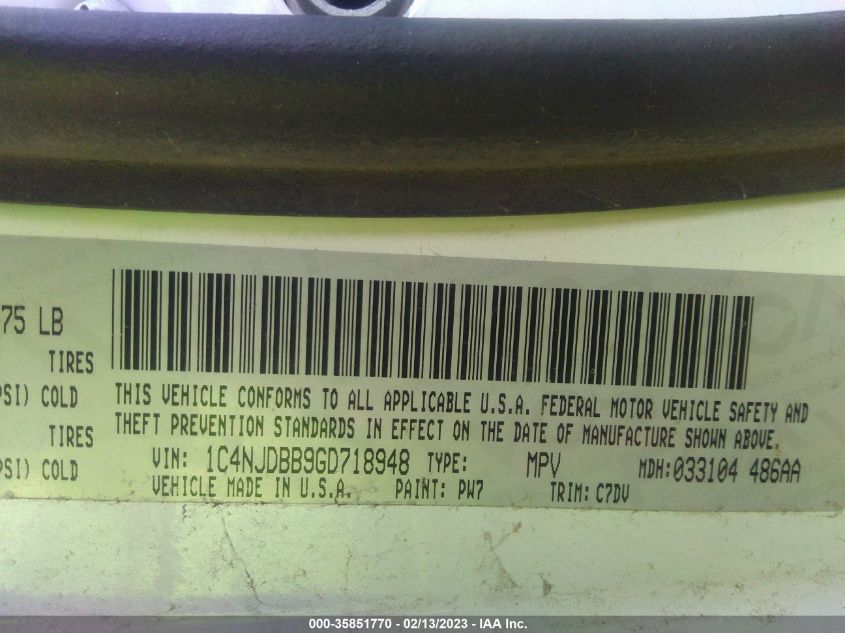 75 LB
TIRES
PSI) COLD
TIRES
PSI) COLD
THIS VEHICLE CONFORMS TO ALL APPLICABLE U.S.A. FEDERAL MOTOR VEHICLE SAFETY AND
THEFT PREVENTION STANDARDS IN EFFECT ON THE DATE OF MANUFACTURE SHOWN ABOVE.
VIN: 1C4NJDBB9GD718948 TYPE: MPV MDH:033104 486AA
VEHICLE MADE IN U.S.A. PAINT: PW7 TRIM: C7DV
000-35851770 - 02/13/2023 - IAA Inc.